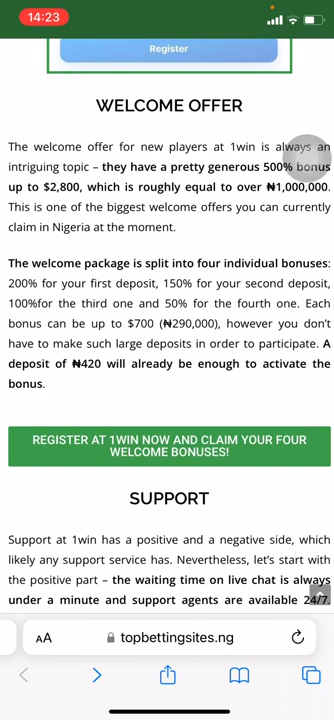 14:23
Register
WELCOME OFFER
The welcome offer for new players at 1win is always an
intriguing topic – they have a pretty generous 500% bonus
up to $2,800, which is roughly equal to over ₦1,000,000.
This is one of the biggest welcome offers you can currently
claim in Nigeria at the moment.
The welcome package is split into four individual bonuses:
200% for your first deposit, 150% for your second deposit,
100%for the third one and 50% for the fourth one. Each
bonus can be up to $700 (₦290,000), however you don't
have to make such large deposits in order to participate. A
deposit of ₦420 will already be enough to activate the
bonus.
REGISTER AT 1WIN NOW AND CLAIM YOUR FOUR
WELCOME BONUSES!
SUPPORT
Support at 1win has a positive and a negative side, which
likely any support service has. Nevertheless, let's start with
the positive part – the waiting time on live chat is always
under a minute and support agents are available 24/7.
AA topbettingsites.ng